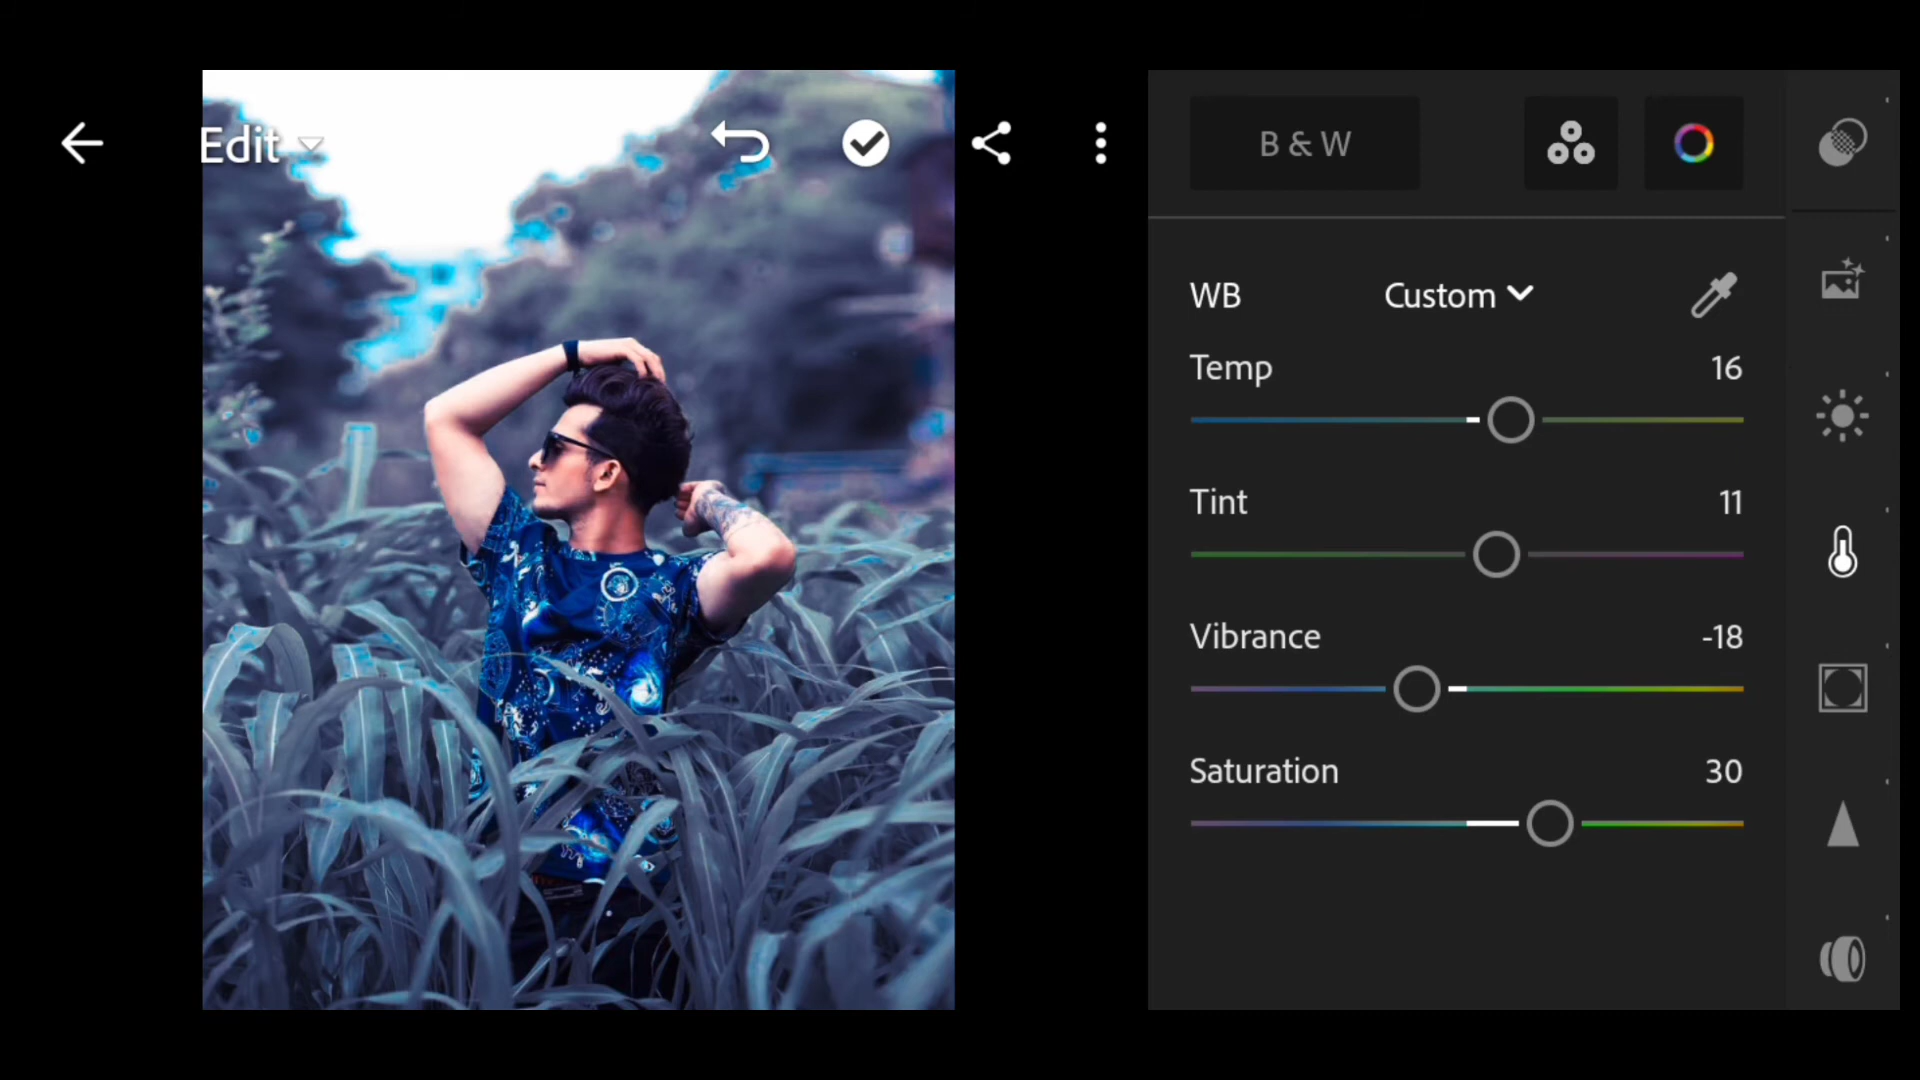 Edit
B & W
WB Custom
Temp 16
Tint 11
Vibrance -18
Saturation 30